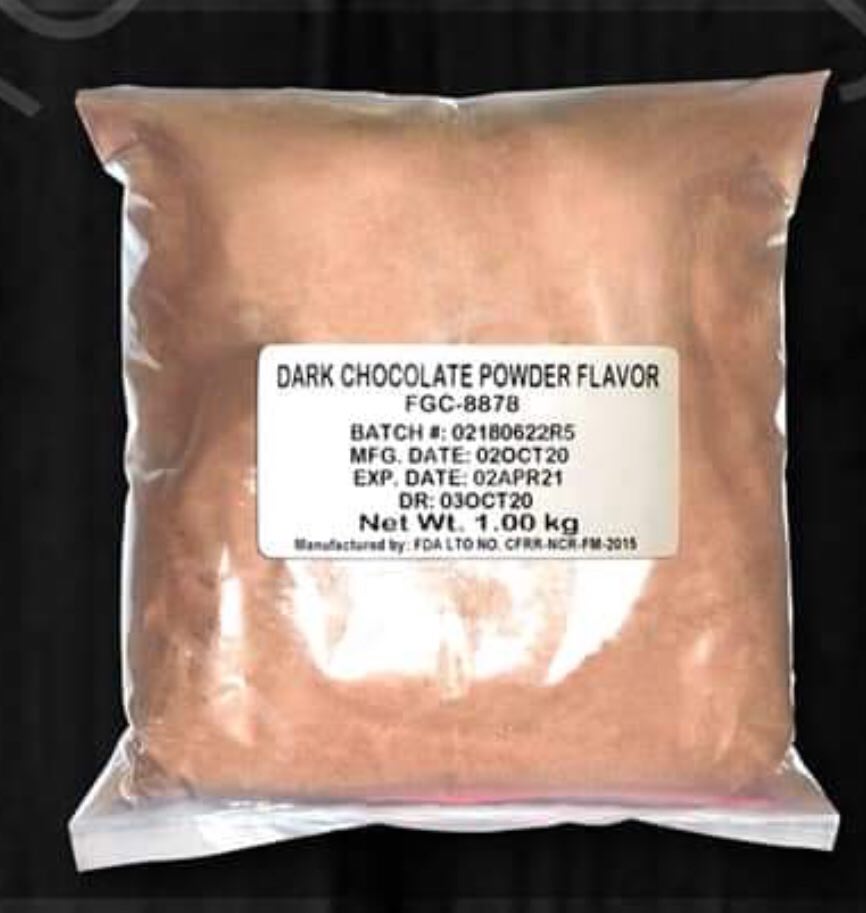 DARK CHOCOLATE POWDER FLAVOR
FGC-8878
BATCH #: 02180622R5
MFG. DATE: 02OCT20
EXP. DATE: 02APR21
DR: 03OCT20
Net Wt. 1.00 kg
Manufactured by: FDA LTO NO. CFRR-NCR-FM-2015